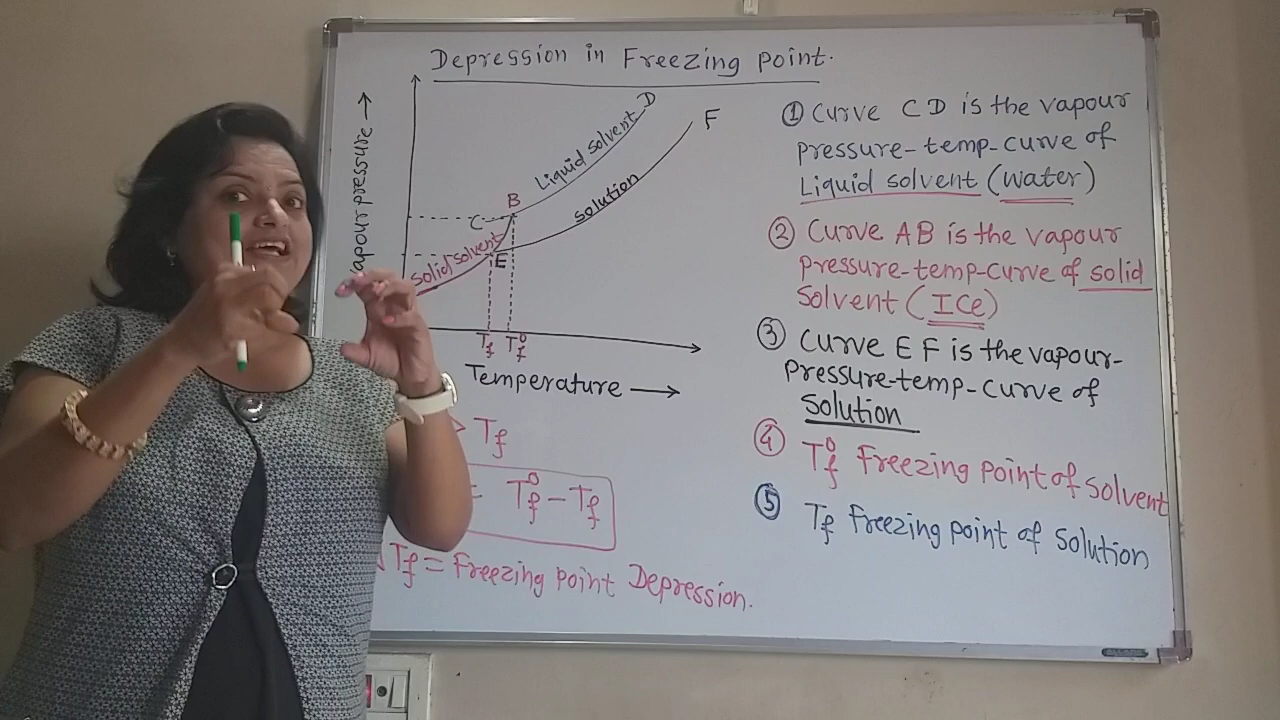 Depression in Freezing point.
vapour pressure →
D
Liquid solvent
F
solution
B
C
E
solid solvent
Tf Tf⁰
Temperature →
> Tf
= Tf⁰ - Tf
Tf = Freezing point Depression.
① Curve CD is the vapour
pressure-temp-curve of
Liquid solvent (water)
② Curve AB is the vapour
pressure-temp-curve of solid
Solvent (ICe)
③ Curve EF is the vapour-
pressure-temp-curve of
solution
④ Tf⁰ Freezing point of solvent
⑤ Tf freezing point of solution